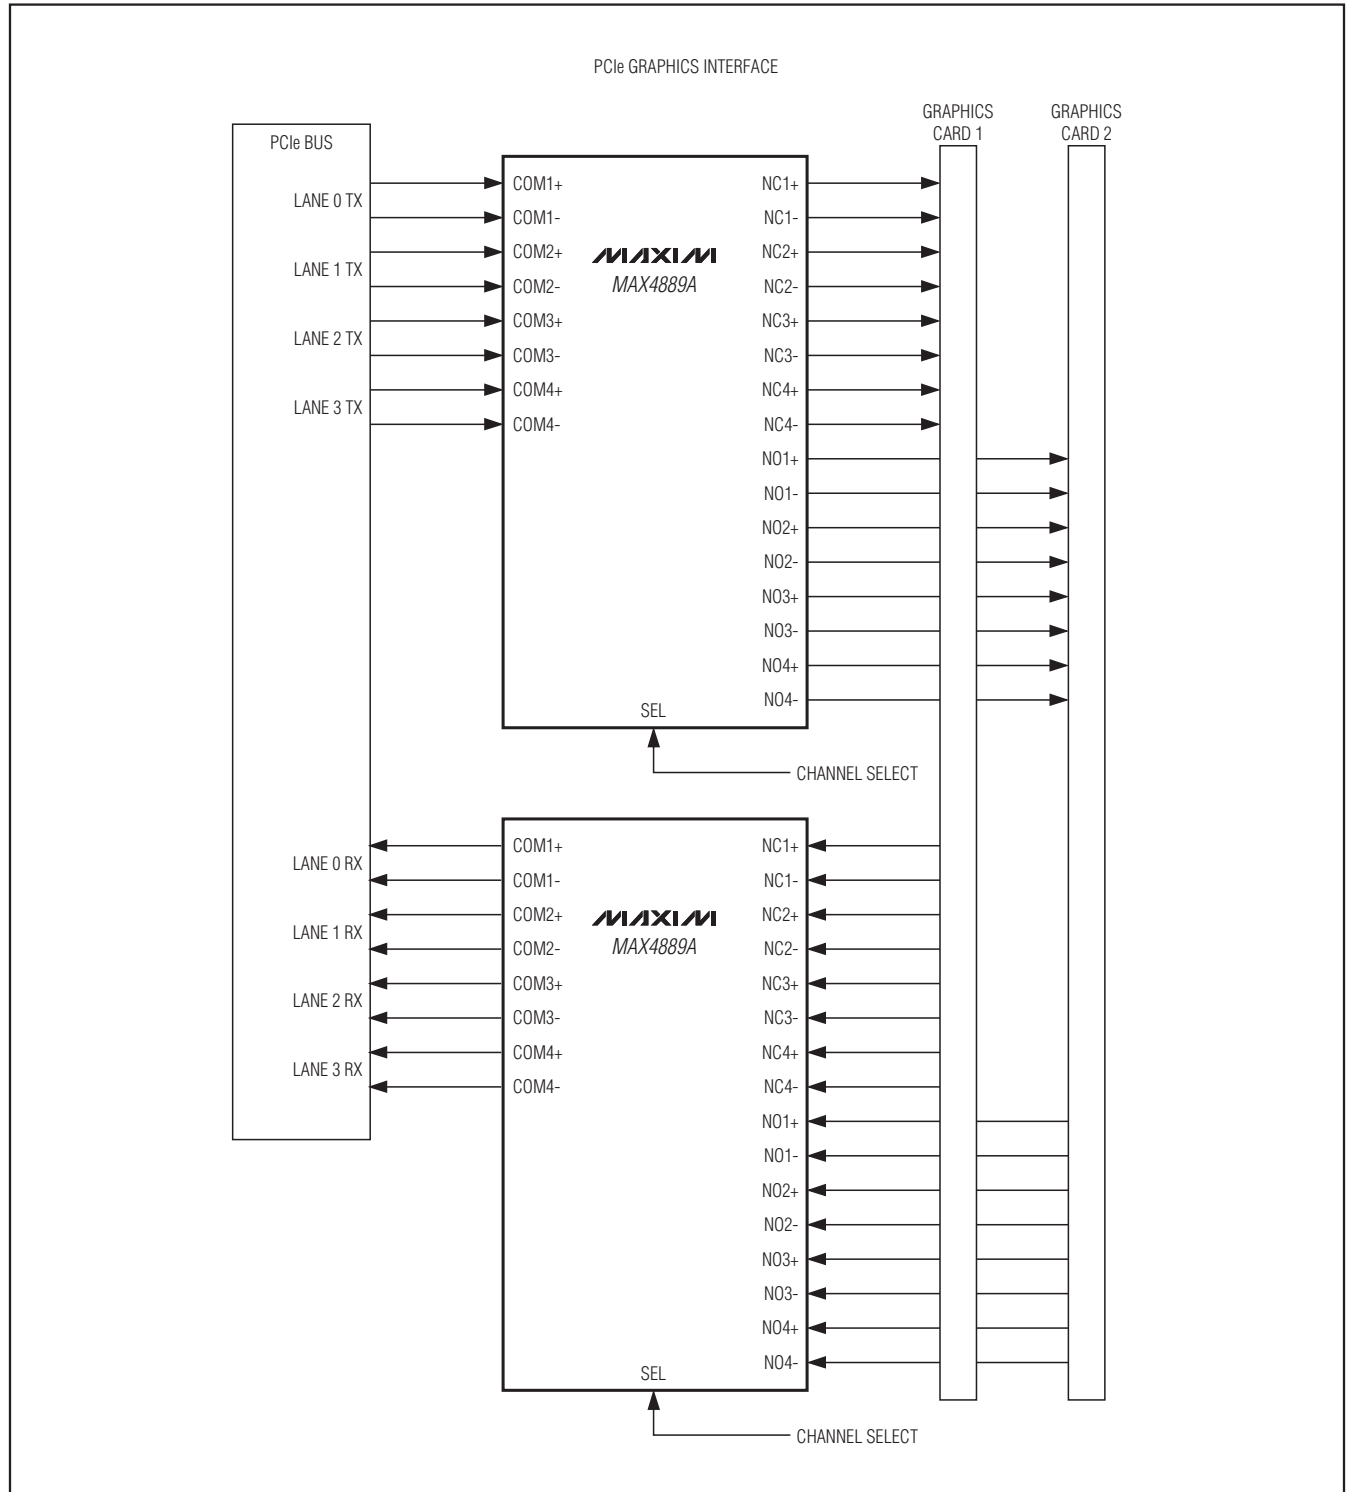 PCIe GRAPHICS INTERFACE
GRAPHICS
CARD 1
GRAPHICS
CARD 2
PCIe BUS
LANE 0 TX
LANE 1 TX
LANE 2 TX
LANE 3 TX
COM1+
COM1-
COM2+
COM2-
COM3+
COM3-
COM4+
COM4-
MAXIM
MAX4889A
NC1+
NC1-
NC2+
NC2-
NC3+
NC3-
NC4+
NC4-
NO1+
NO1-
NO2+
NO2-
NO3+
NO3-
NO4+
NO4-
SEL
CHANNEL SELECT
LANE 0 RX
LANE 1 RX
LANE 2 RX
LANE 3 RX
COM1+
COM1-
COM2+
COM2-
COM3+
COM3-
COM4+
COM4-
MAXIM
MAX4889A
NC1+
NC1-
NC2+
NC2-
NC3+
NC3-
NC4+
NC4-
NO1+
NO1-
NO2+
NO2-
NO3+
NO3-
NO4+
NO4-
SEL
CHANNEL SELECT